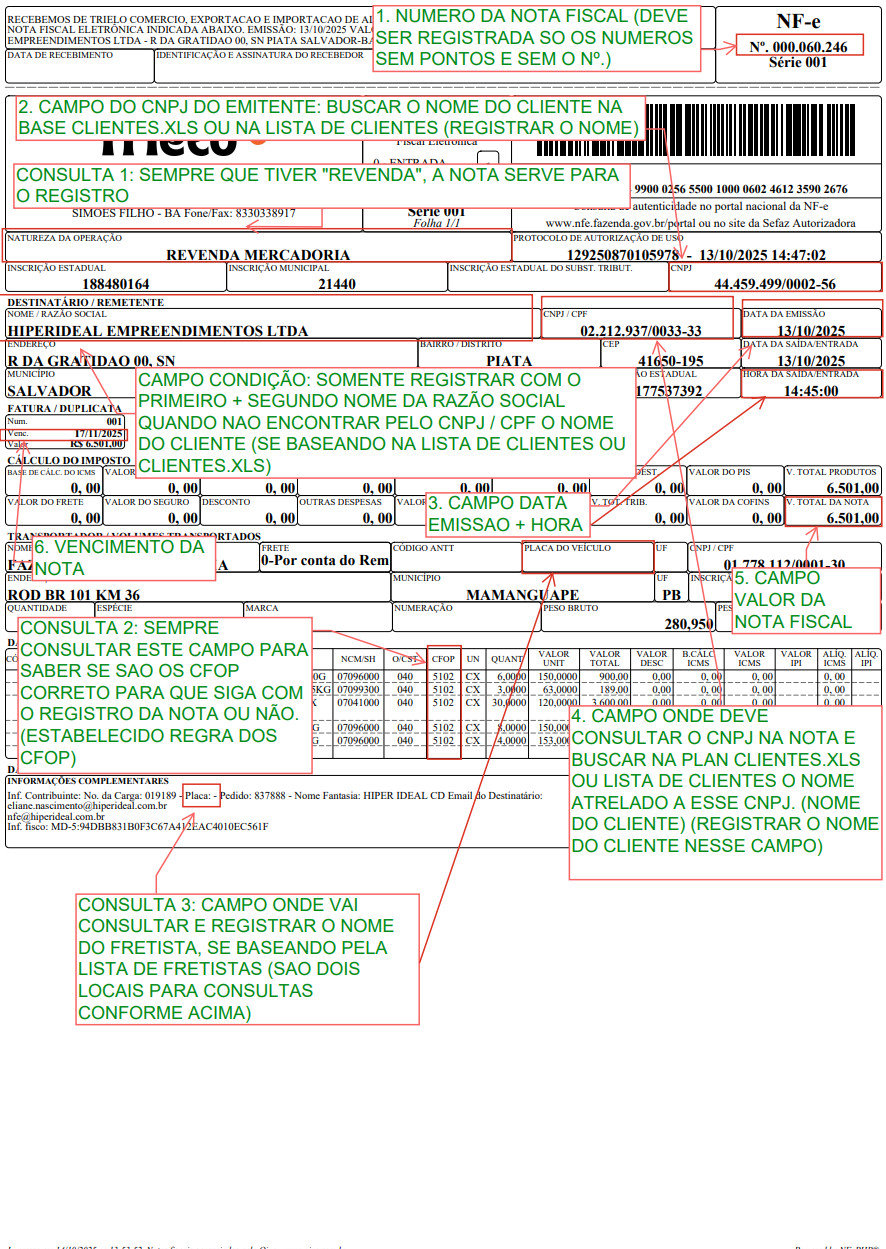 RECEBEMOS DE TRIELO COMERCIO, EXPORTACAO E IMPORTACAO DE
NOTA FISCAL ELETRÔNICA INDICADA ABAIXO. EMISSÃO: 13/10/2025
EMPREENDIMENTOS LTDA - R DA GRATIDAO 00, SN PIATA SALVADOR-BA
DATA DE RECEBIMENTO
IDENTIFICAÇÃO E ASSINATURA DO RECEBEDOR
1. NUMERO DA NOTA FISCAL (DEVE
SER REGISTRADA SO OS NUMEROS
SEM PONTOS E SEM O Nº.)
NF-e
Nº. 000.060.246
Série 001
2. CAMPO DO CNPJ DO EMITENTE: BUSCAR O NOME DO CLIENTE NA
BASE CLIENTES.XLS OU NA LISTA DE CLIENTES (REGISTRAR O NOME)
Fiscal Eletrônica
0 - ENTRADA
CONSULTA 1: SEMPRE QUE TIVER "REVENDA", A NOTA SERVE PARA
O REGISTRO
9900 0256 5500 1000 0602 4612 3590 2676
SIMOES FILHO - BA Fone/Fax: 8330338917
Série 001
Folha 1/1
autenticidade no portal nacional da NF-e
www.nfe.fazenda.gov.br/portal ou no site da Sefaz Autorizadora
NATUREZA DA OPERAÇÃO
REVENDA MERCADORIA
PROTOCOLO DE AUTORIZAÇÃO DE USO
129250870105978 - 13/10/2025 14:47:02
INSCRIÇÃO ESTADUAL
188480164
INSCRIÇÃO MUNICIPAL
21440
INSCRIÇÃO ESTADUAL DO SUBST. TRIBUT.
CNPJ
44.459.499/0002-56
DESTINATÁRIO / REMETENTE
NOME / RAZÃO SOCIAL
HIPERIDEAL EMPREENDIMENTOS LTDA
CNPJ / CPF
02.212.937/0033-33
DATA DA EMISSÃO
13/10/2025
ENDEREÇO
R DA GRATIDAO 00, SN
BAIRRO / DISTRITO
PIATA
CEP
41650-195
DATA DA SAÍDA/ENTRADA
13/10/2025
MUNICÍPIO
SALVADOR
ESTADUAL
177537392
HORA DA SAÍDA/ENTRADA
14:45:00
CAMPO CONDIÇÃO: SOMENTE REGISTRAR COM O
PRIMEIRO + SEGUNDO NOME DA RAZÃO SOCIAL
QUANDO NAO ENCONTRAR PELO CNPJ / CPF O NOME
DO CLIENTE (SE BASEANDO NA LISTA DE CLIENTES OU
CLIENTES.XLS)
FATURA / DUPLICATA
Num. 001
Venc. 17/11/2025
Valor R$ 6.501,00
CÁLCULO DO IMPOSTO
BASE DE CÁLC. DO ICMS
0, 00
VALOR
0, 00
0, 00
0, 00
0, 00
0, 00
VALOR DO PIS
0, 00
V. TOTAL PRODUTOS
6.501,00
VALOR DO FRETE
0, 00
VALOR DO SEGURO
0, 00
DESCONTO
0, 00
OUTRAS DESPESAS
0, 00
V. TOT. TRIB.
0, 00
VALOR DA COFINS
0, 00
V. TOTAL DA NOTA
6.501,00
3. CAMPO DATA
EMISSAO + HORA
TRANSPORTADOR / VOLUMES TRANSPORTADOS
6. VENCIMENTO DA
NOTA
FRETE
0-Por conta do Rem
CÓDIGO ANTT
PLACA DO VEÍCULO
UF
CNPJ / CPF
01.778.112/0001-30
ROD BR 101 KM 36
MUNICÍPIO
MAMANGUAPE
UF
PB
5. CAMPO
VALOR DA
NOTA FISCAL
QUANTIDADE
ESPÉCIE
MARCA
NUMERAÇÃO
PESO BRUTO
280,950
CONSULTA 2: SEMPRE
CONSULTAR ESTE CAMPO PARA
SABER SE SAO OS CFOP
CORRETO PARA QUE SIGA COM
O REGISTRO DA NOTA OU NÃO.
(ESTABELECIDO REGRA DOS
CFOP)
NCM/SH O/CST CFOP UN QUANT VALOR UNIT VALOR TOTAL VALOR DESC B.CÁLC ICMS VALOR ICMS VALOR IPI ALÍQ. ICMS ALÍQ. IPI
07096000 040 5102 CX 6,0000 150,0000 900,00 0,00 0, 00 0, 00 0, 00
07099300 040 5102 CX 3,0000 63,0000 189,00 0,00 0, 00 0, 00 0, 00
07041000 040 5102 CX 30,0000 120,0000 3.600,00 0,00 0, 00 0, 00 0, 00
07096000 040 5102 CX 8,0000
07096000 040 5102 CX 4,0000
4. CAMPO ONDE DEVE
CONSULTAR O CNPJ NA NOTA E
BUSCAR NA PLAN CLIENTES.XLS
OU LISTA DE CLIENTES O NOME
ATRELADO A ESSE CNPJ. (NOME
DO CLIENTE) (REGISTRAR O NOME
DO CLIENTE NESSE CAMPO)
INFORMAÇÕES COMPLEMENTARES
Inf. Contribuinte: No. da Carga: 019189 - Placa: - Pedido: 837888 - Nome Fantasia: HIPER IDEAL CD Email do Destinatário:
eliane.nascimento@hiperideal.com.br
nfe@hiperideal.com.br
Inf. fisco: MD-5:94DBB831B0F3C67A412EAC4010EC561F
CONSULTA 3: CAMPO ONDE VAI
CONSULTAR E REGISTRAR O NOME
DO FRETISTA, SE BASEANDO PELA
LISTA DE FRETISTAS (SAO DOIS
LOCAIS PARA CONSULTAS
CONFORME ACIMA)